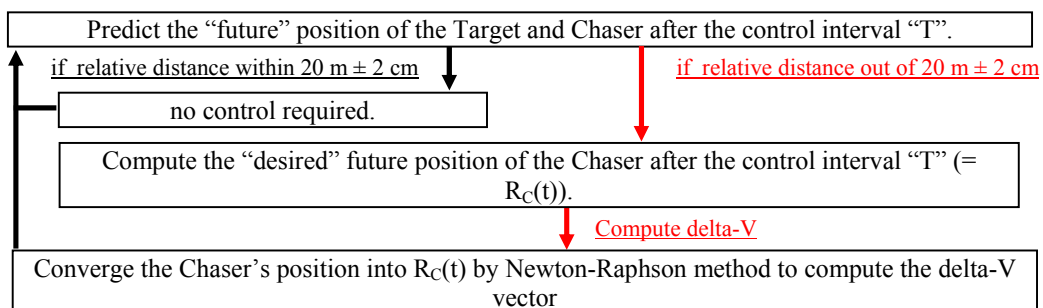 Predict the “future” position of the Target and Chaser after the control interval “T”.
if relative distance within 20 m ± 2 cm
if relative distance out of 20 m ± 2 cm
no control required.
Compute the “desired” future position of the Chaser after the control interval “T” (=
R_C(t)).
Compute delta-V
Converge the Chaser’s position into R_C(t) by Newton-Raphson method to compute the delta-V
vector